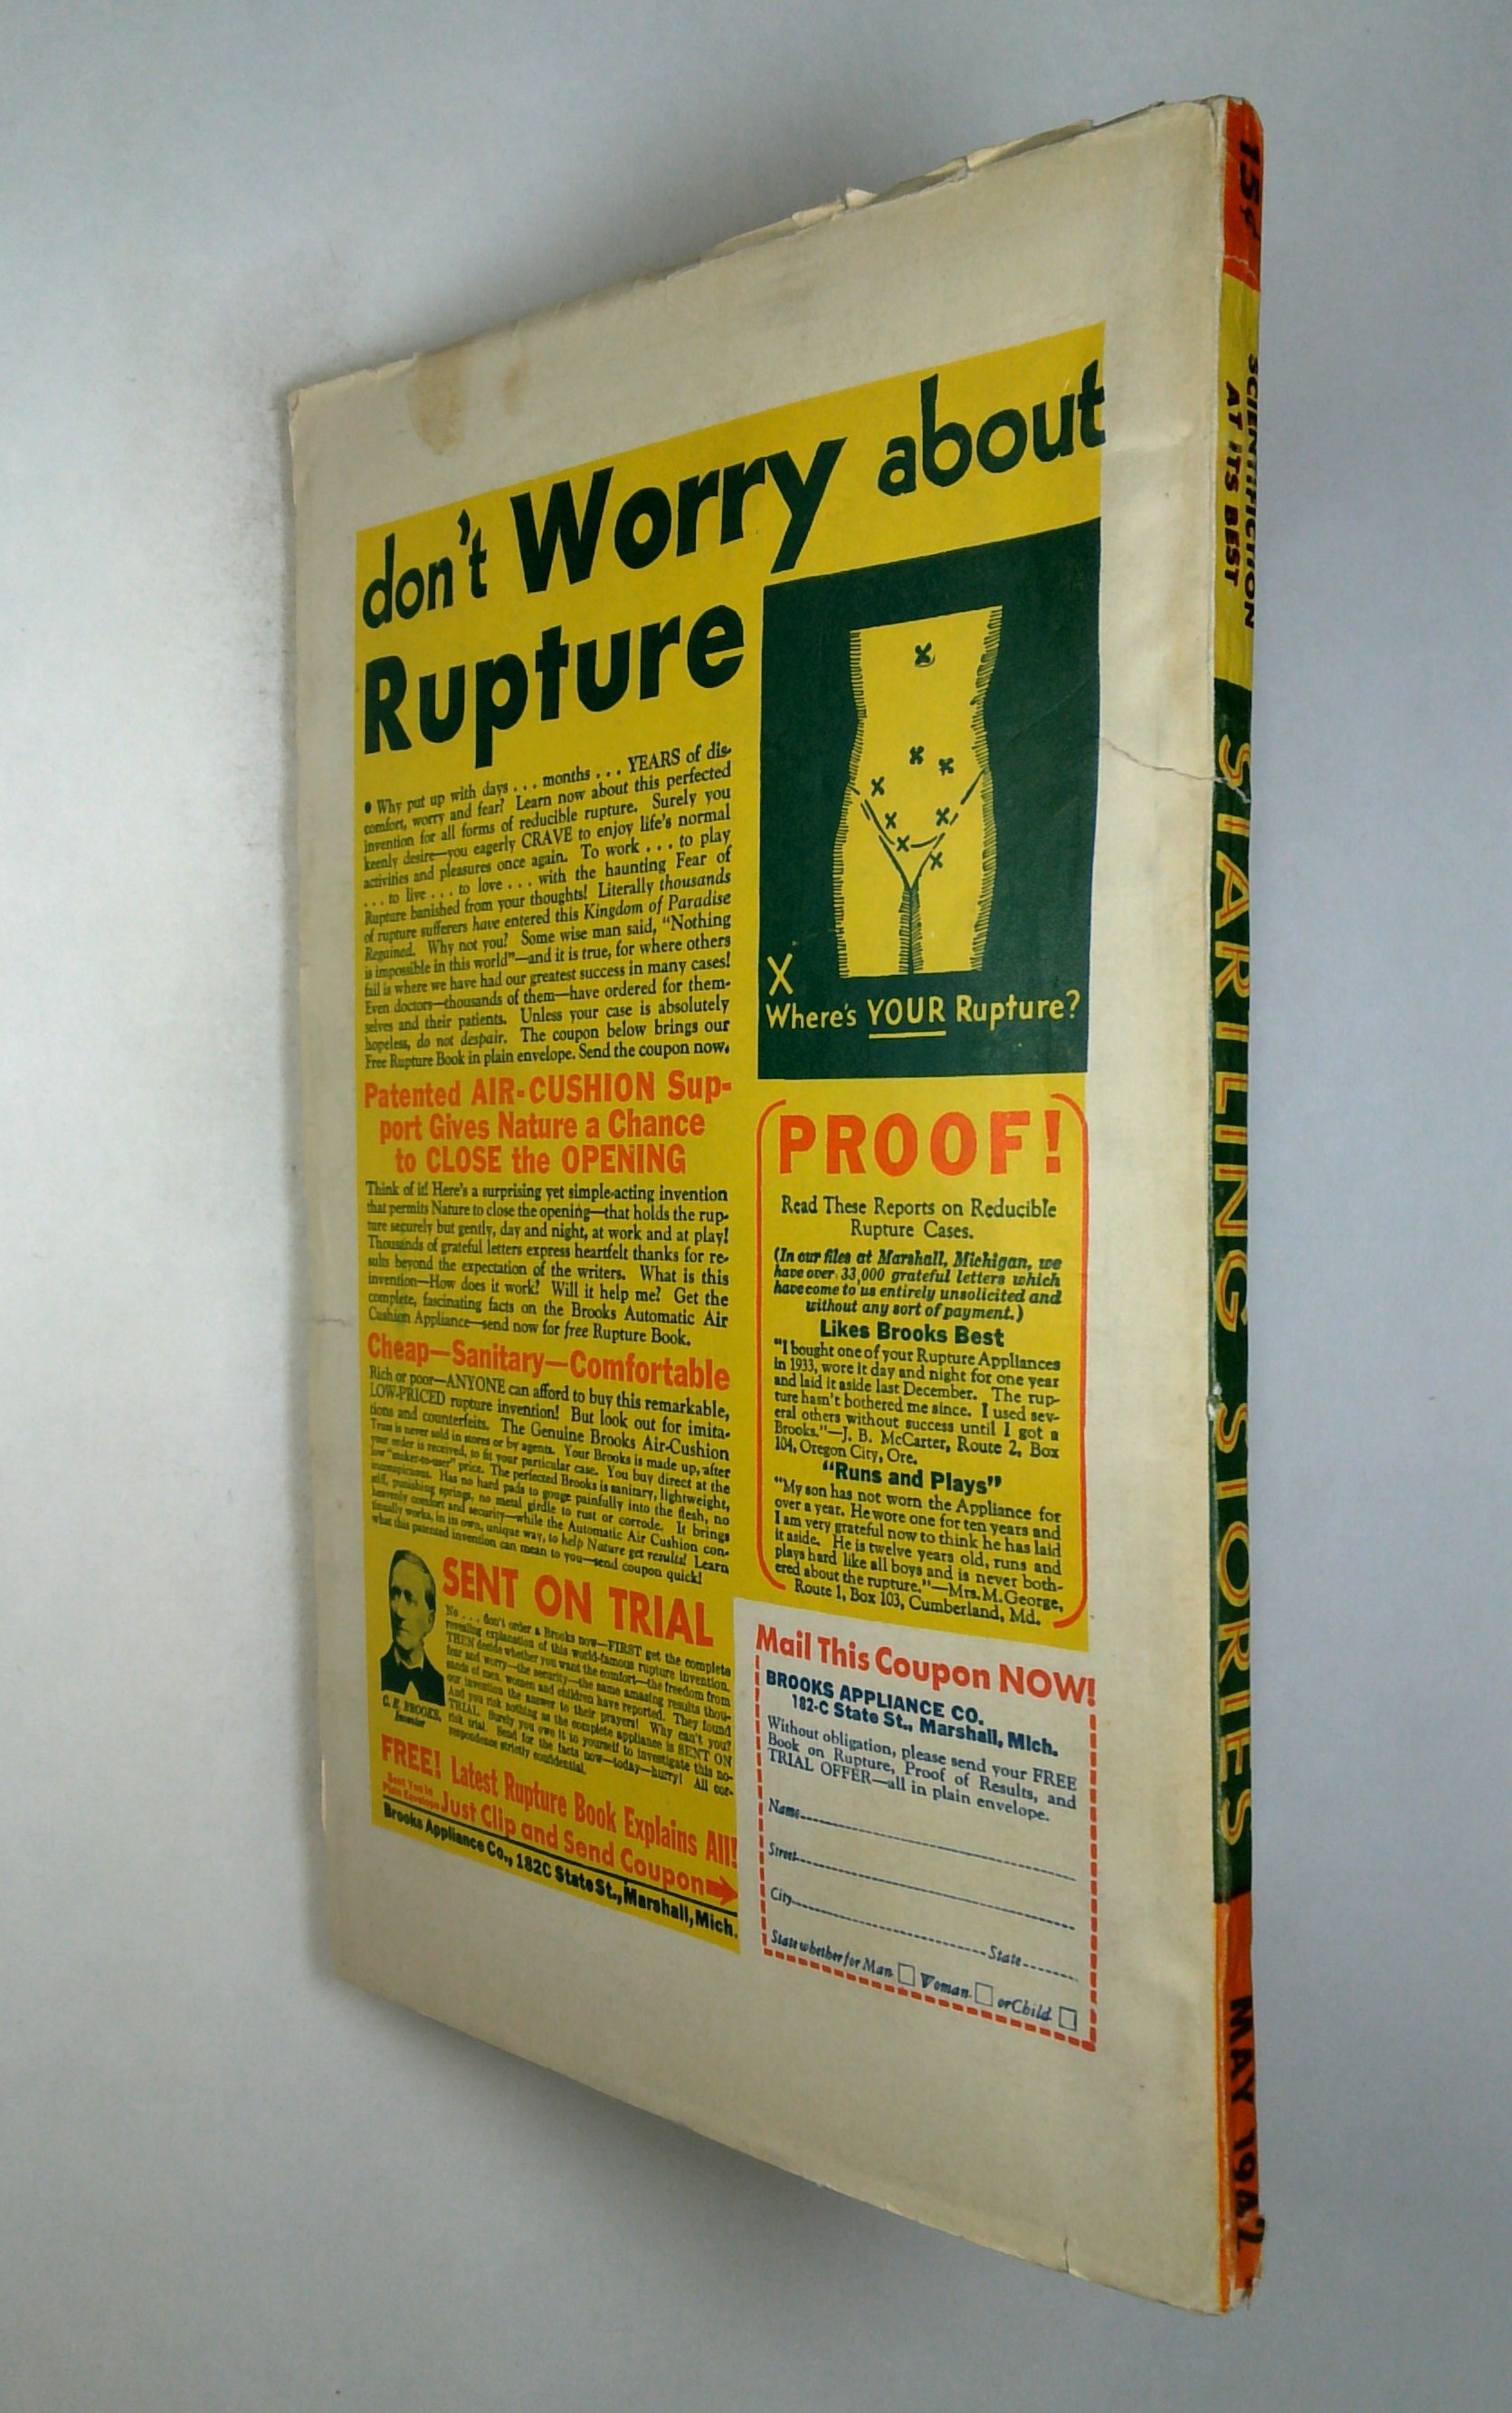 don't Worry about
Rupture
• Why put up with days . . . months . . . YEARS of dis-
comfort, worry and fear? Learn now about this perfected
invention for all forms of reducible rupture. Surely you
keenly desire—you eagerly CRAVE to enjoy life's normal
activities and pleasures once again. To work . . . to play
. . . to live . . . to love . . . with the haunting Fear of
Rupture banished from your thoughts! Literally thousands
of rupture sufferers have entered this Kingdom of Paradise
Regained. Why not you? Some wise man said, "Nothing
is impossible in this world"—and it is true, for where others
fail is where we have had our greatest success in many cases!
Even doctors—thousands of them—have ordered for them-
selves and their patients. Unless your case is absolutely
hopeless, do not despair. The coupon below brings our
Free Rupture Book in plain envelope. Send the coupon now.
Patented AIR-CUSHION Sup-
port Gives Nature a Chance
to CLOSE the OPENING
Think of it! Here's a surprising yet simple-acting invention
that permits Nature to close the opening—that holds the rup-
ture securely but gently, day and night, at work and at play!
Thousands of grateful letters express heartfelt thanks for re-
sults beyond the expectation of the writers. What is this
invention—How does it work? Will it help me? Get the
complete, fascinating facts on the Brooks Automatic Air
Cushion Appliance—send now for free Rupture Book.
Cheap—Sanitary—Comfortable
Rich or poor—ANYONE can afford to buy this remarkable,
LOW-PRICED rupture invention! But look out for imita-
tions and counterfeits. The Genuine Brooks Air-Cushion
Truss is never sold in stores or by agents. Your Brooks is made up, after
your order is received, to fit your particular case. You buy direct at the
low "maker-to-user" price. The perfected Brooks is sanitary, lightweight,
inconspicuous. Has no hard pads to gouge painfully into the flesh, no
stiff, punishing springs, no metal girdle to rust or corrode. It brings
heavenly comfort and security—while the Automatic Air Cushion con-
tinually works, in its own, unique way, to help Nature get results! Learn
what this patented invention can mean to you—send coupon quick!
C. E. BROOKS,
Inventor
SENT ON TRIAL
No . . . don't order a Brooks now—FIRST get the complete
revealing explanation of this world-famous rupture invention.
THEN decide whether you want the comfort—the freedom from
fear and worry—the security—the same amazing results thou-
sands of men, women and children have reported. They found
our invention the answer to their prayers! Why can't you?
And you risk nothing as the complete appliance is SENT ON
TRIAL. Surely you owe it to yourself to investigate this no-
risk trial. Send for the facts now—today—hurry! All cor-
respondence strictly confidential.
FREE! Latest Rupture Book Explains All!
Sent You in
Plain Envelope
Just Clip and Send Coupon
Brooks Appliance Co., 182C State St., Marshall, Mich.
X
Where's YOUR Rupture?
PROOF!
Read These Reports on Reducible
Rupture Cases.
(In our files at Marshall, Michigan, we
have over 33,000 grateful letters which
have come to us entirely unsolicited and
without any sort of payment.)
Likes Brooks Best
"I bought one of your Rupture Appliances
in 1933, wore it day and night for one year
and laid it aside last December. The rup-
ture hasn't bothered me since. I used sev-
eral others without success until I got a
Brooks."—J. B. McCarter, Route 2, Box
104, Oregon City, Ore.
"Runs and Plays"
"My son has not worn the Appliance for
over a year. He wore one for ten years and
I am very grateful now to think he has laid
it aside. He is twelve years old, runs and
plays hard like all boys and is never both-
ered about the rupture."—Mrs. M. George,
Route 1, Box 103, Cumberland, Md.
Mail This Coupon NOW!
BROOKS APPLIANCE CO.
182-C State St., Marshall, Mich.
Without obligation, please send your FREE
Book on Rupture, Proof of Results, and
TRIAL OFFER—all in plain envelope.
Name
Street
City State
State whether for Man □ Woman □ or Child □
15¢
SCIENTIFICTION
AT ITS BEST
STARTLING STORIES
MAY 1947